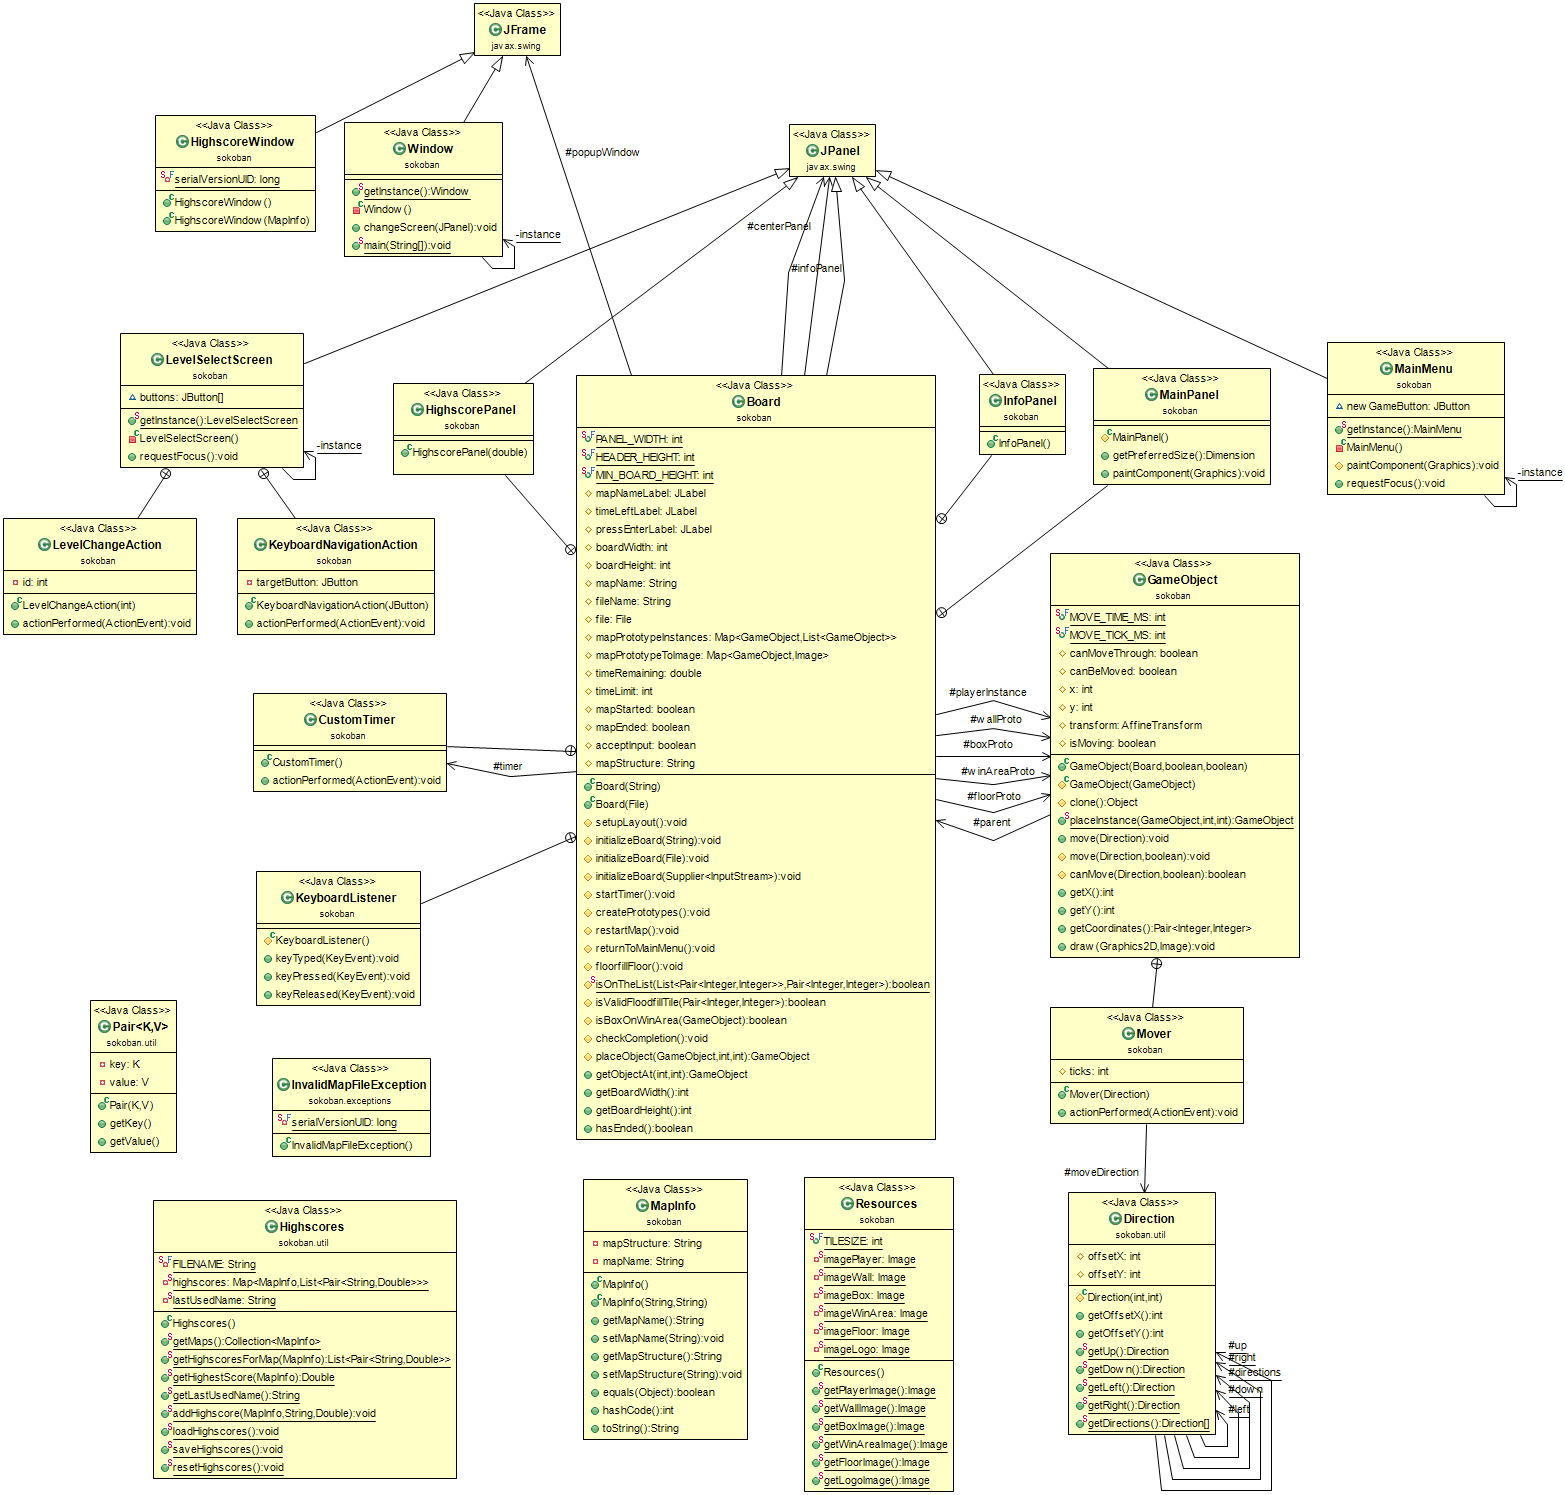 <<Java Class>>
JFrame
javax.swing
<<Java Class>>
HighscoreWindow
sokoban
serialVersionUID: long
HighscoreWindow()
HighscoreWindow(MapInfo)
<<Java Class>>
Window
sokoban
getInstance():Window
Window()
changeScreen(JPanel):void
main(String[]):void
-instance
#popupWindow
<<Java Class>>
JPanel
javax.swing
#centerPanel
#infoPanel
<<Java Class>>
LevelSelectScreen
sokoban
buttons: JButton[]
getInstance():LevelSelectScreen
LevelSelectScreen()
requestFocus():void
-instance
<<Java Class>>
HighscorePanel
sokoban
HighscorePanel(double)
<<Java Class>>
Board
sokoban
PANEL_WIDTH: int
HEADER_HEIGHT: int
MIN_BOARD_HEIGHT: int
mapNameLabel: JLabel
timeLeftLabel: JLabel
pressEnterLabel: JLabel
boardWidth: int
boardHeight: int
mapName: String
fileName: String
file: File
mapPrototypeInstances: Map<GameObject,List<GameObject>>
mapPrototypeToImage: Map<GameObject,Image>
timeRemaining: double
timeLimit: int
mapStarted: boolean
mapEnded: boolean
acceptInput: boolean
mapStructure: String
Board(String)
Board(File)
setupLayout():void
initializeBoard(String):void
initializeBoard(File):void
initializeBoard(Supplier<InputStream>):void
startTimer():void
createPrototypes():void
restartMap():void
returnToMainMenu():void
floorfillFloor():void
isOnTheList(List<Pair<Integer,Integer>>,Pair<Integer,Integer>):boolean
isValidFloodfillTile(Pair<Integer,Integer>):boolean
isBoxOnWinArea(GameObject):boolean
checkCompletion():void
placeObject(GameObject,int,int):GameObject
getObjectAt(int,int):GameObject
getBoardWidth():int
getBoardHeight():int
hasEnded():boolean
<<Java Class>>
InfoPanel
sokoban
InfoPanel()
<<Java Class>>
MainPanel
sokoban
MainPanel()
getPreferredSize():Dimension
paintComponent(Graphics):void
<<Java Class>>
MainMenu
sokoban
newGameButton: JButton
getInstance():MainMenu
MainMenu()
paintComponent(Graphics):void
requestFocus():void
-instance
<<Java Class>>
LevelChangeAction
sokoban
id: int
LevelChangeAction(int)
actionPerformed(ActionEvent):void
<<Java Class>>
KeyboardNavigationAction
sokoban
targetButton: JButton
KeyboardNavigationAction(JButton)
actionPerformed(ActionEvent):void
<<Java Class>>
CustomTimer
sokoban
CustomTimer()
actionPerformed(ActionEvent):void
#timer
<<Java Class>>
KeyboardListener
sokoban
KeyboardListener()
keyTyped(KeyEvent):void
keyPressed(KeyEvent):void
keyReleased(KeyEvent):void
#playerInstance
#wallProto
#boxProto
#winAreaProto
#floorProto
#parent
<<Java Class>>
GameObject
sokoban
MOVE_TIME_MS: int
MOVE_TICK_MS: int
canMoveThrough: boolean
canBeMoved: boolean
x: int
y: int
transform: AffineTransform
isMoving: boolean
GameObject(Board,boolean,boolean)
GameObject(GameObject)
clone():Object
placeInstance(GameObject,int,int):GameObject
move(Direction):void
move(Direction,boolean):void
canMove(Direction,boolean):boolean
getX():int
getY():int
getCoordinates():Pair<Integer,Integer>
draw(Graphics2D,Image):void
<<Java Class>>
Mover
sokoban
ticks: int
Mover(Direction)
actionPerformed(ActionEvent):void
#moveDirection
<<Java Class>>
Pair<K,V>
sokoban.util
key: K
value: V
Pair(K,V)
getKey()
getValue()
<<Java Class>>
InvalidMapFileException
sokoban.exceptions
serialVersionUID: long
InvalidMapFileException()
<<Java Class>>
Highscores
sokoban.util
FILENAME: String
highscores: Map<MapInfo,List<Pair<String,Double>>>
lastUsedName: String
Highscores()
getMaps():Collection<MapInfo>
getHighscoresForMap(MapInfo):List<Pair<String,Double>>
getHighestScore(MapInfo):Double
getLastUsedName():String
addHighscore(MapInfo,String,Double):void
loadHighscores():void
saveHighscores():void
resetHighscores():void
<<Java Class>>
MapInfo
sokoban
mapStructure: String
mapName: String
MapInfo()
MapInfo(String,String)
getMapName():String
setMapName(String):void
getMapStructure():String
setMapStructure(String):void
equals(Object):boolean
hashCode():int
toString():String
<<Java Class>>
Resources
sokoban
TILESIZE: int
imagePlayer: Image
imageWall: Image
imageBox: Image
imageWinArea: Image
imageFloor: Image
imageLogo: Image
Resources()
getPlayerImage():Image
getWallImage():Image
getBoxImage():Image
getWinAreaImage():Image
getFloorImage():Image
getLogoImage():Image
<<Java Class>>
Direction
sokoban.util
offsetX: int
offsetY: int
Direction(int,int)
getOffsetX():int
getOffsetY():int
getUp():Direction
getDown():Direction
getLeft():Direction
getRight():Direction
getDirections():Direction[]
#up
#right
#directions
#down
#left